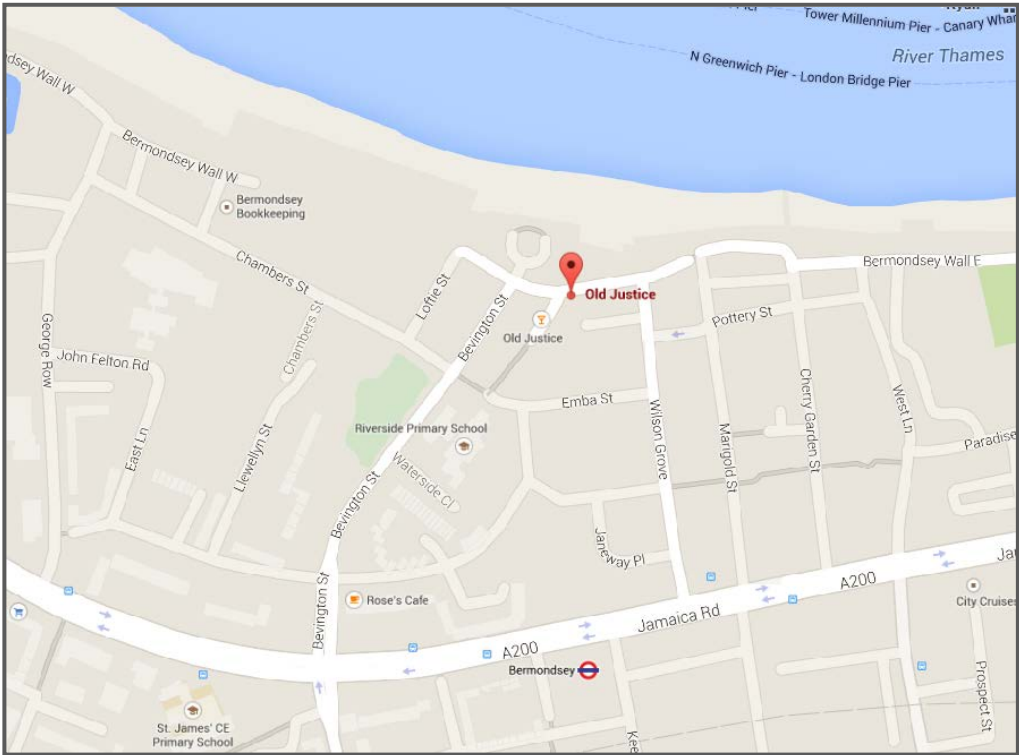 Tower Millennium Pier - Canary
River Thames
N Greenwich Pier - London Bridge Pier
Wall W
Bermondsey Wall W
Bermondsey
Bookkeeping
Chambers St
Loftie St
Bevington St
Old Justice
Old Justice
Bermondsey Wall E
Pottery St
George Row
John Felton Rd
Chambers St
Emba St
Wilson Grove
Marigold St
Cherry Garden St
West Ln
Paradise
Riverside Primary School
East Ln
Llewellyn St
Waterside Cl
Bevington St
Janeway Pl
Bevington St
Rose's Cafe
A200
Jamaica Rd
A200
City Cruises
Bermondsey
Prospect St
St. James' CE
Primary School